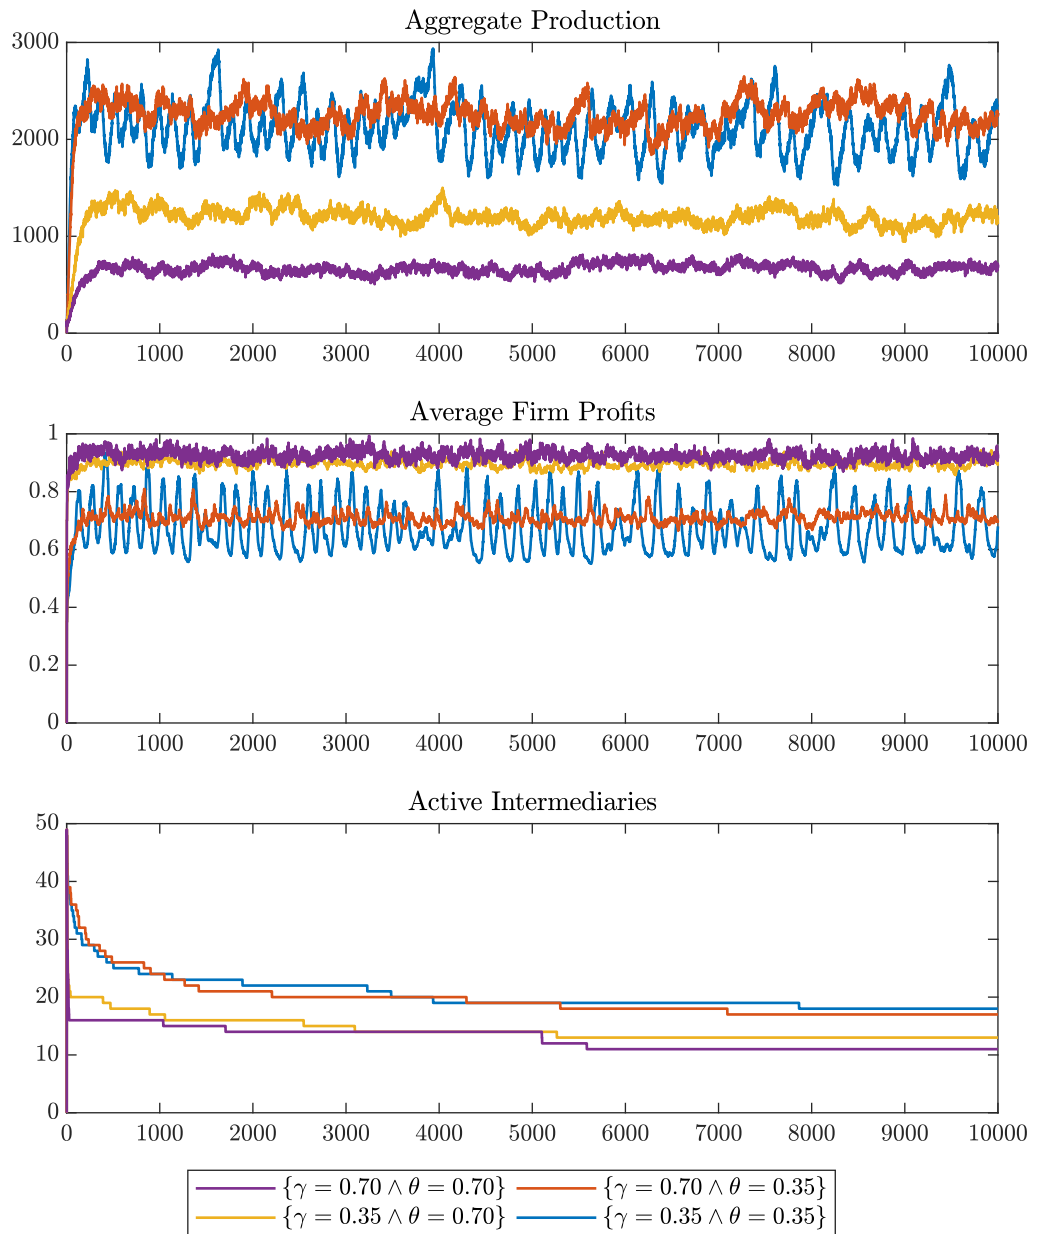 Aggregate Production
3000
2000
1000
0
0 1000 2000 3000 4000 5000 6000 7000 8000 9000 10000
Average Firm Profits
1
0.8
0.6
0.4
0.2
0
0 1000 2000 3000 4000 5000 6000 7000 8000 9000 10000
Active Intermediaries
50
40
30
20
10
0
0 1000 2000 3000 4000 5000 6000 7000 8000 9000 10000
{γ = 0.70 ∧ θ = 0.70} {γ = 0.70 ∧ θ = 0.35}
{γ = 0.35 ∧ θ = 0.70} {γ = 0.35 ∧ θ = 0.35}